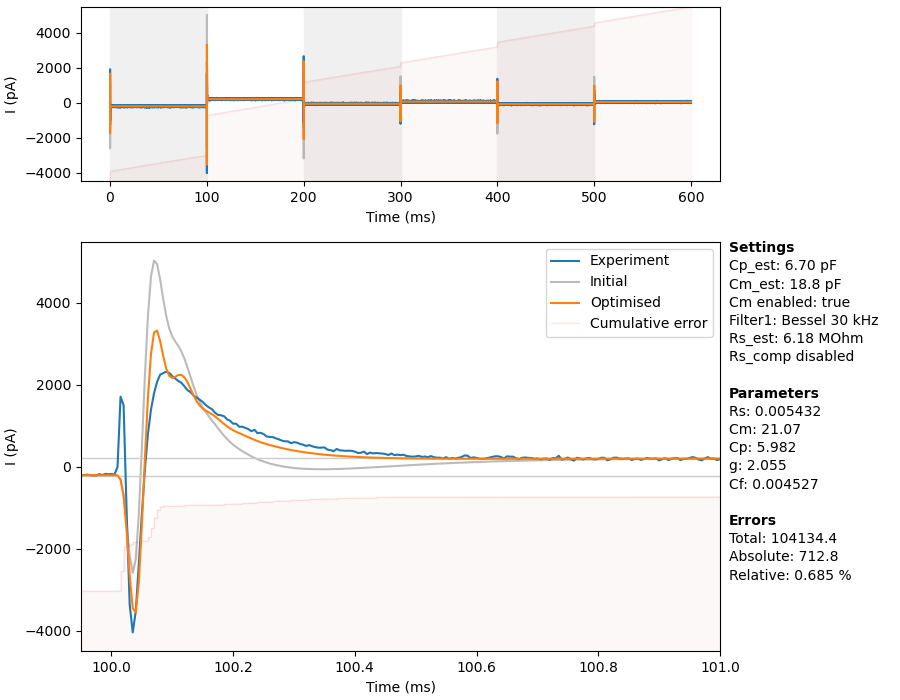 4000
2000
0
−2000
−4000
I (pA)
0 100 200 300 400 500 600
Time (ms)
4000
2000
0
−2000
−4000
I (pA)
Experiment
Initial
Optimised
Cumulative error
100.0 100.2 100.4 100.6 100.8 101.0
Time (ms)
Settings
Cp_est: 6.70 pF
Cm_est: 18.8 pF
Cm enabled: true
Filter1: Bessel 30 kHz
Rs_est: 6.18 MOhm
Rs_comp disabled
Parameters
Rs: 0.005432
Cm: 21.07
Cp: 5.982
g: 2.055
Cf: 0.004527
Errors
Total: 104134.4
Absolute: 712.8
Relative: 0.685 %